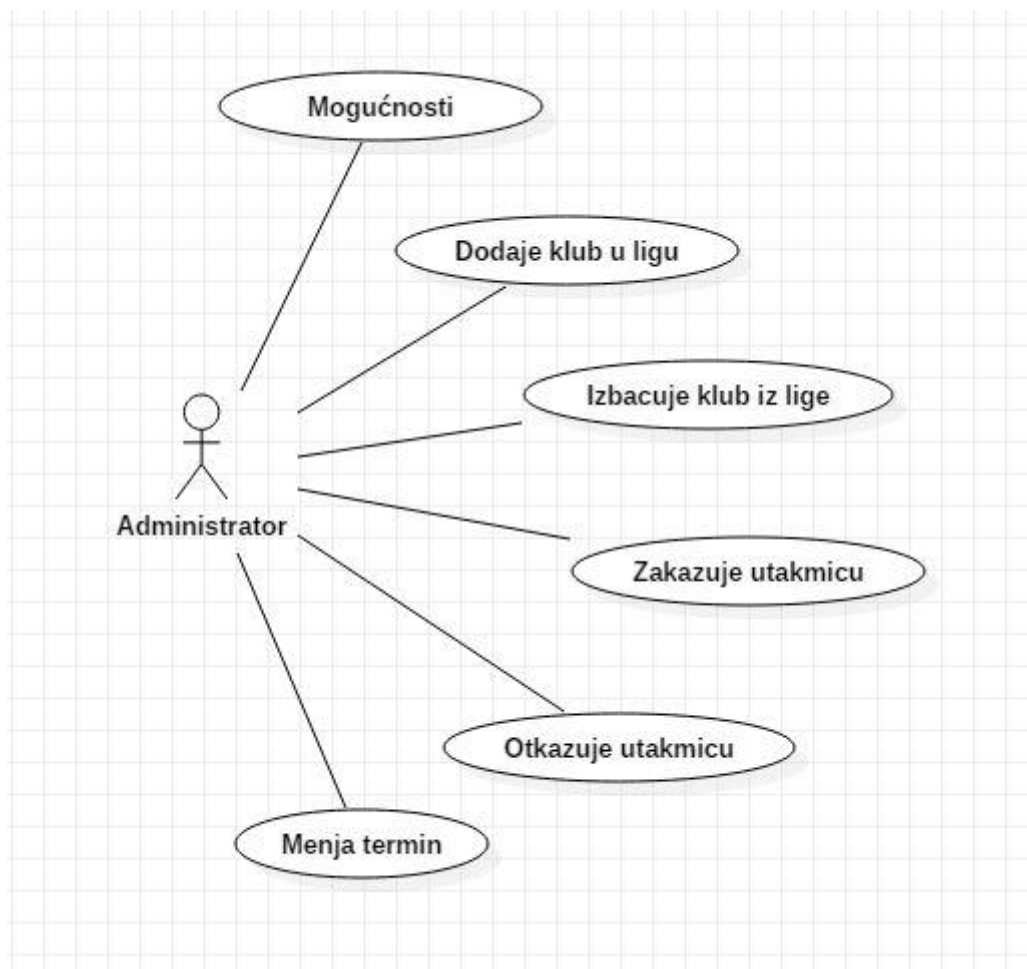 Mogućnosti
Dodaje klub u ligu
Izbacuje klub iz lige
Administrator
Zakazuje utakmicu
Otkazuje utakmicu
Menja termin